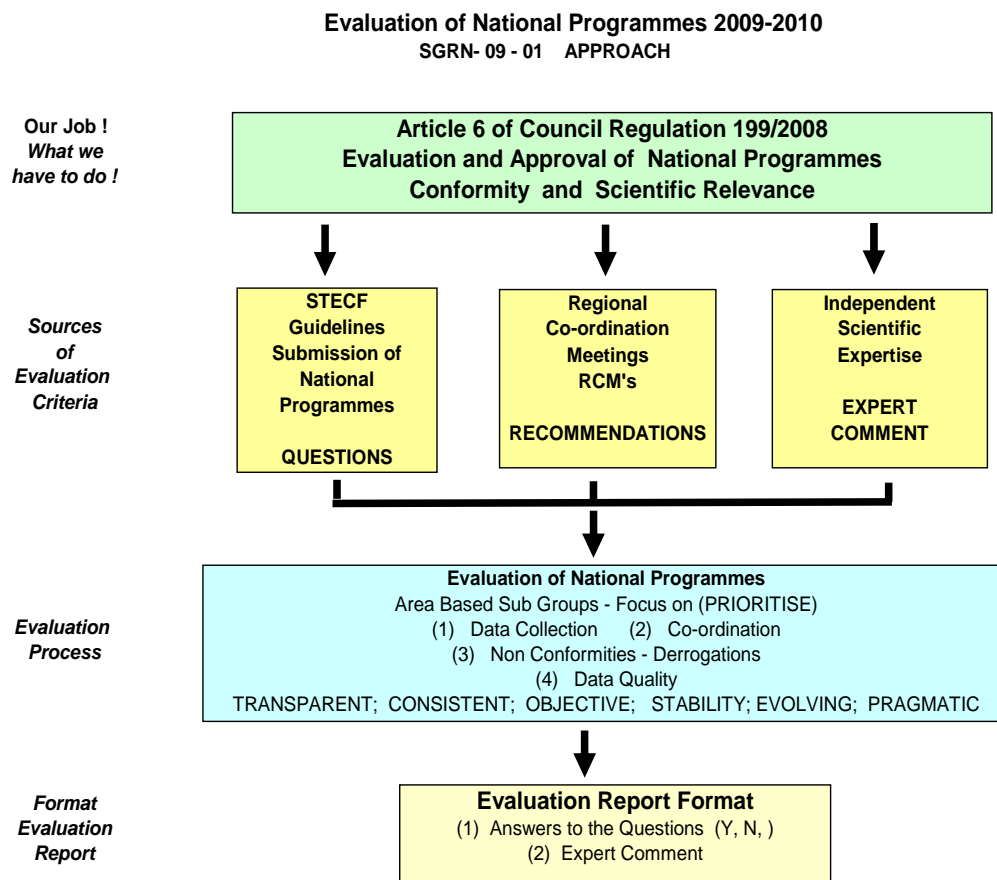 Evaluation of National Programmes 2009-2010
SGRN- 09 - 01 APPROACH
Our Job !
What we
have to do !
Article 6 of Council Regulation 199/2008
Evaluation and Approval of National Programmes
Conformity and Scientific Relevance
Sources
of
Evaluation
Criteria
STECF
Guidelines
Submission of
National
Programmes
QUESTIONS
Regional
Co-ordination
Meetings
RCM's
RECOMMENDATIONS
Independent
Scientific
Expertise
EXPERT
COMMENT
Evaluation
Process
Evaluation of National Programmes
Area Based Sub Groups - Focus on (PRIORITISE)
(1) Data Collection (2) Co-ordination
(3) Non Conformities - Derrogations
(4) Data Quality
TRANSPARENT; CONSISTENT; OBJECTIVE; STABILITY; EVOLVING; PRAGMATIC
Format
Evaluation
Report
Evaluation Report Format
(1) Answers to the Questions (Y, N, )
(2) Expert Comment